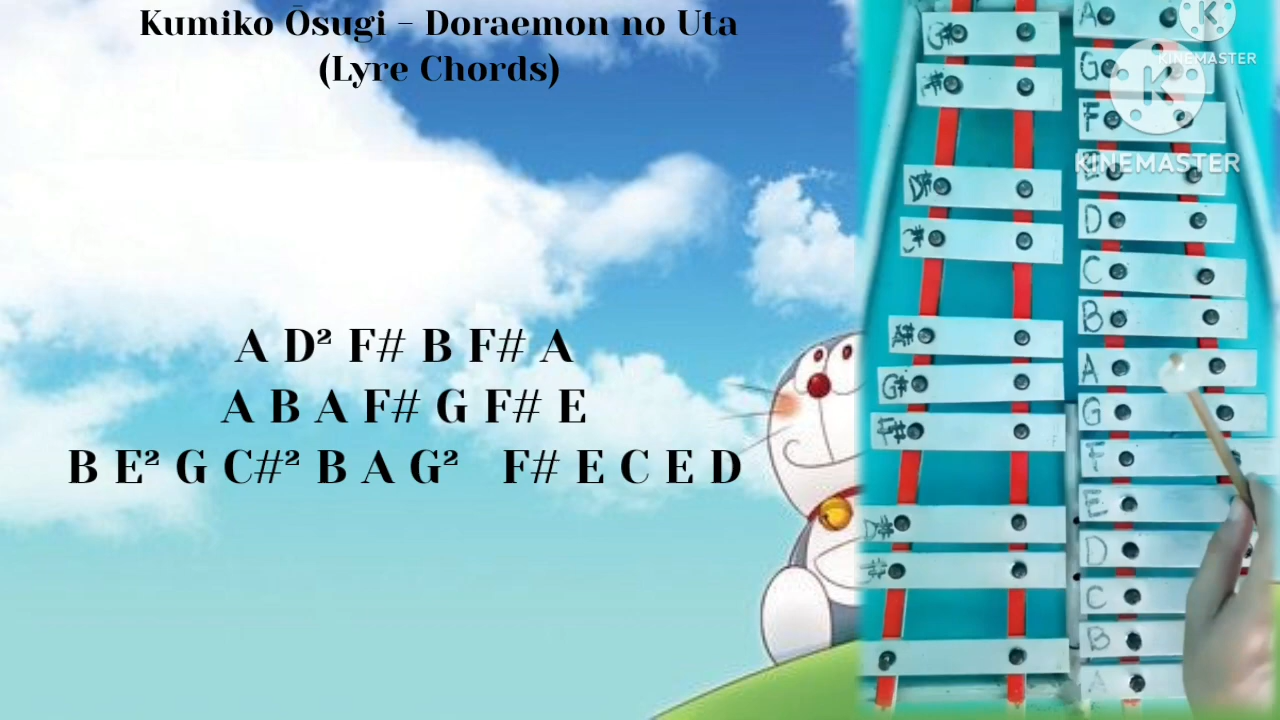 Kumiko Ōsugi - Doraemon no Uta
(Lyre Chords)
A D² F# B F# A
A B A F# G F# E
B E² G C#² B A G² F# E C E D
KINEMASTER
KINEMASTER
G#
F#
D#
C#
A#
G#
F#
D#
A
G
F
E
D
C
B
A
G
F
E
D
C
B
A